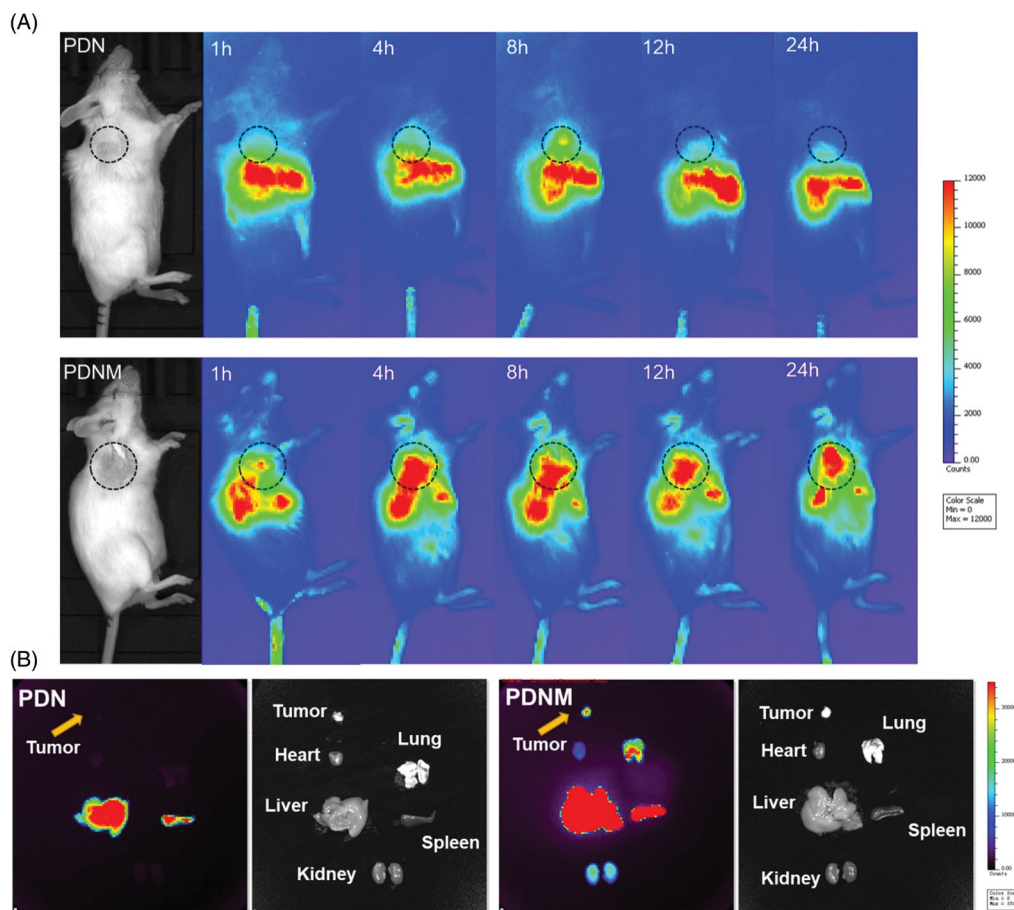 (A)
PDN
1h
4h
8h
12h
24h
12000
10000
8000
6000
4000
2000
0.00
Counts
Color Scale
Min = 0
Max = 12000
PDNM
1h
4h
8h
12h
24h
(B)
PDN
Tumor
Tumor
Heart
Lung
Liver
Spleen
Kidney
PDNM
Tumor
Tumor
Heart
Lung
Liver
Spleen
Kidney
Counts